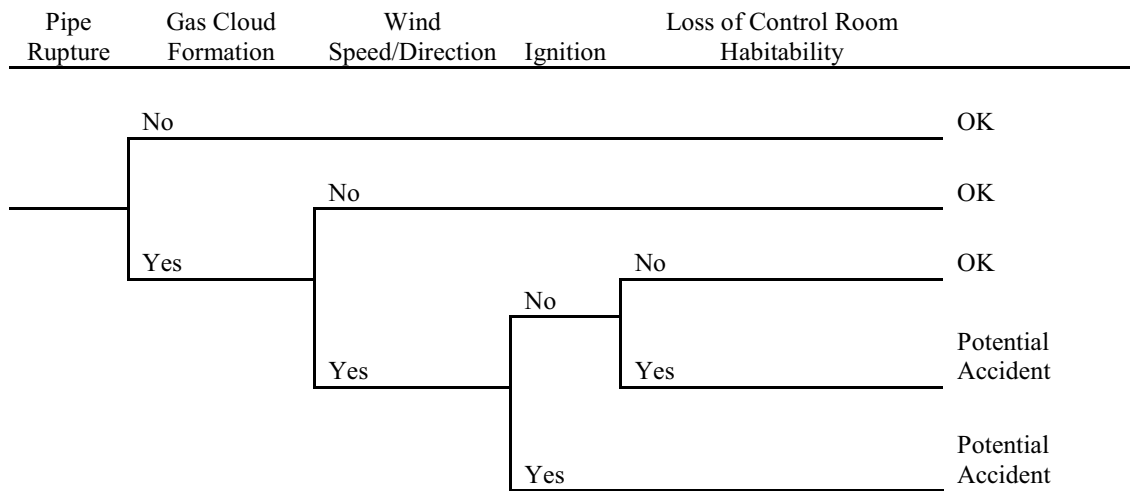 Pipe Rupture
Gas Cloud Formation
Wind Speed/Direction
Ignition
Loss of Control Room Habitability
No
OK
No
OK
Yes
No
OK
No
Yes
Yes
Potential Accident
Yes
Potential Accident